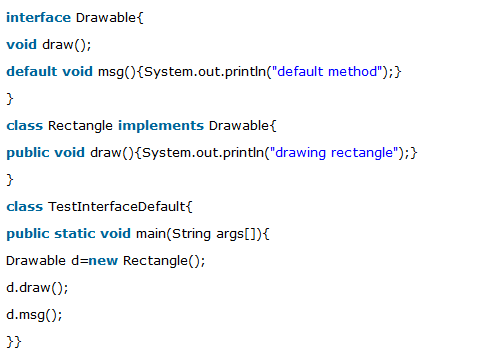 interface Drawable{
void draw();
default void msg(){System.out.println("default method");}
}
class Rectangle implements Drawable{
public void draw(){System.out.println("drawing rectangle");}
}
class TestInterfaceDefault{
public static void main(String args[]){
Drawable d=new Rectangle();
d.draw();
d.msg();
}}